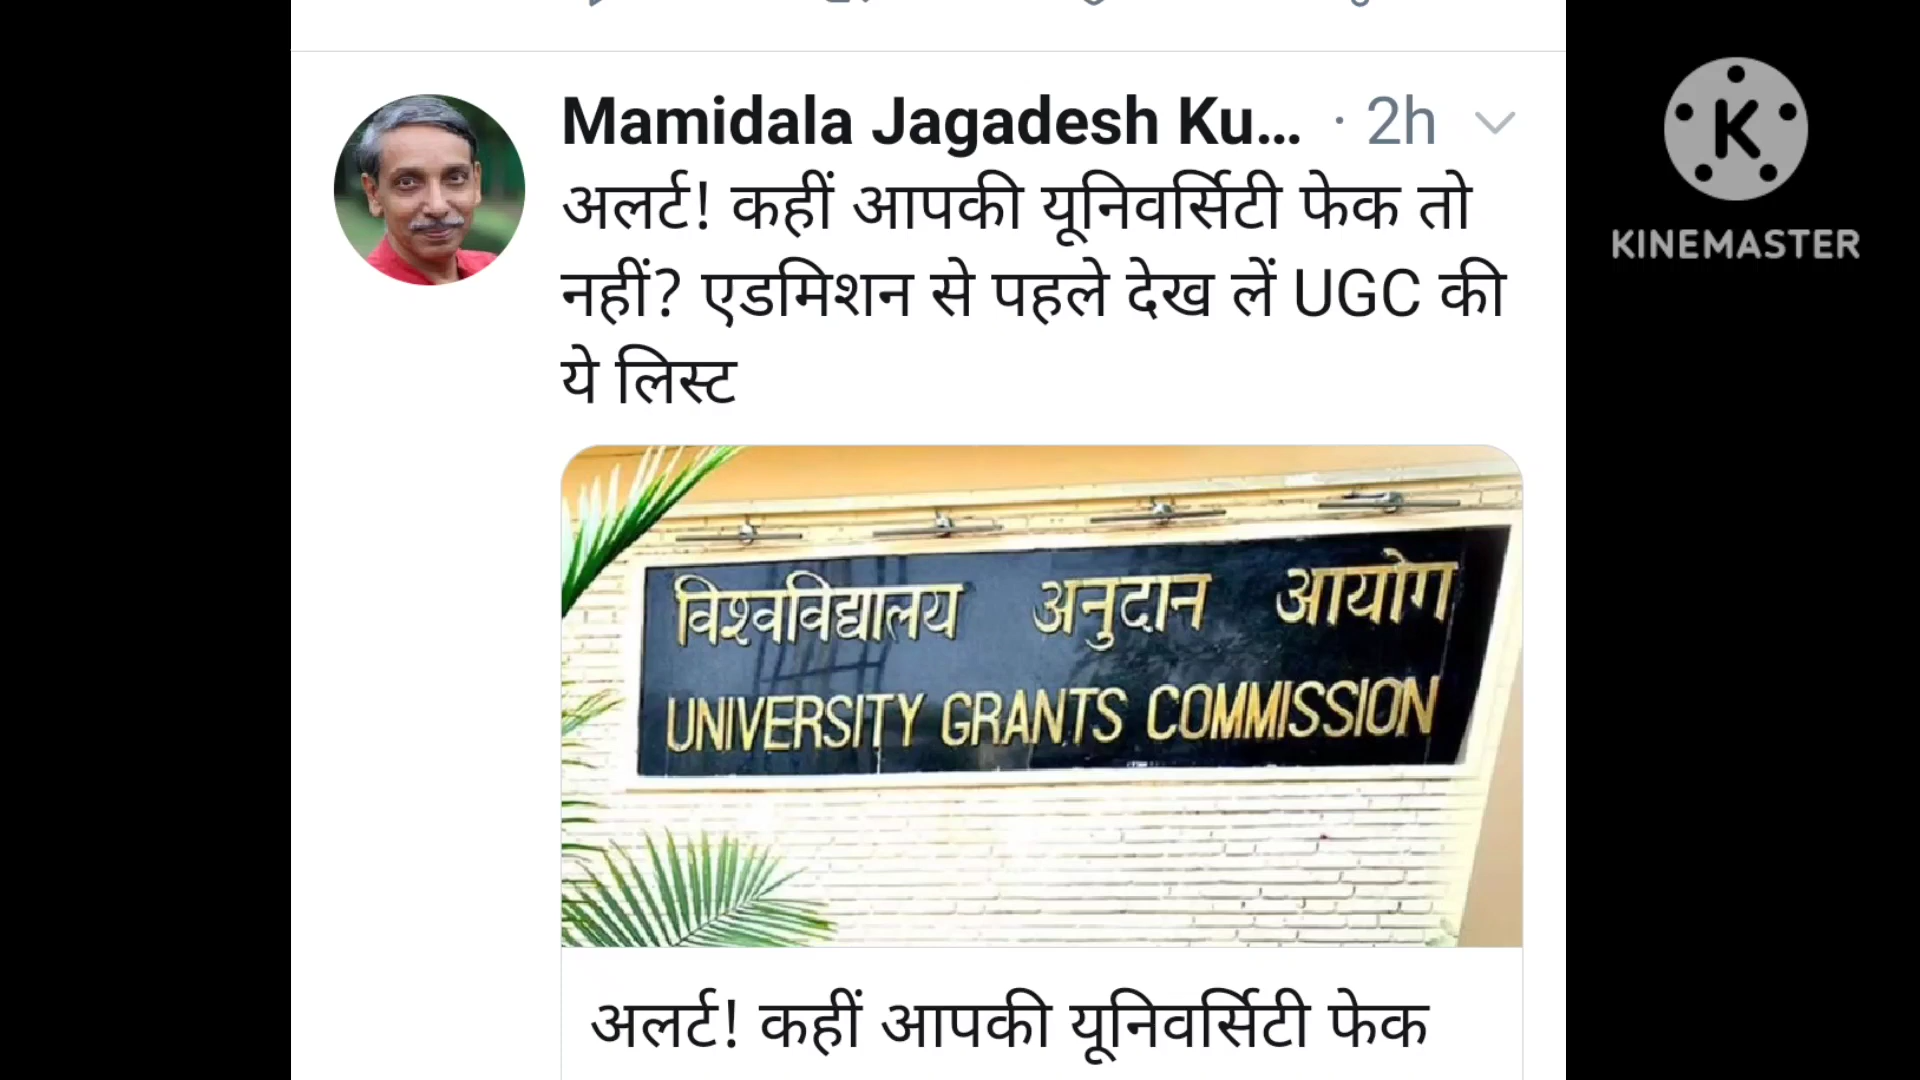 Mamidala Jagadesh Ku... · 2h
अलर्ट! कहीं आपकी यूनिवर्सिटी फेक तो
नहीं? एडमिशन से पहले देख लें UGC की
ये लिस्ट
K
KINEMASTER
विश्वविद्यालय अनुदान आयोग
UNIVERSITY GRANTS COMMISSION
अलर्ट! कहीं आपकी यूनिवर्सिटी फेक